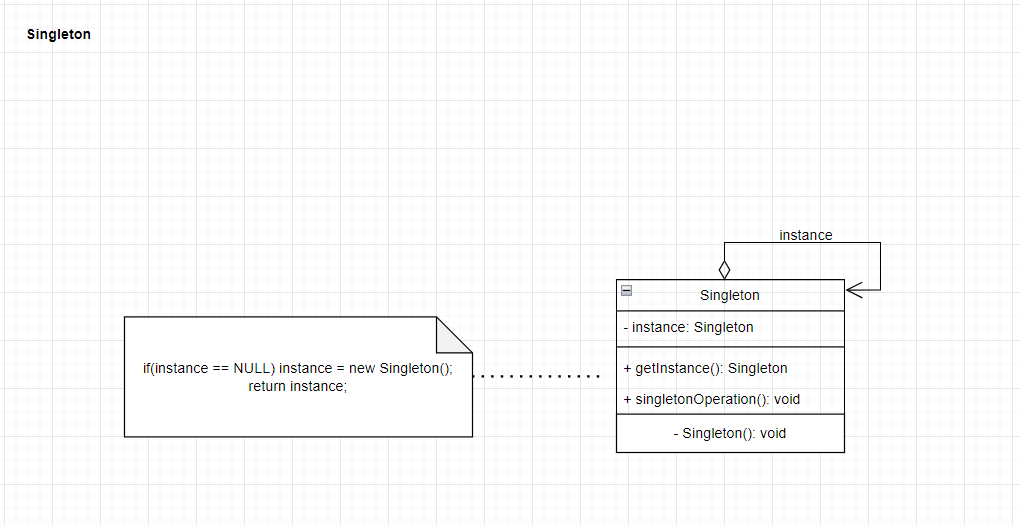 Singleton
instance
Singleton
- instance: Singleton
if(instance == NULL) instance = new Singleton();
return instance;
+ getInstance(): Singleton
+ singletonOperation(): void
- Singleton(): void